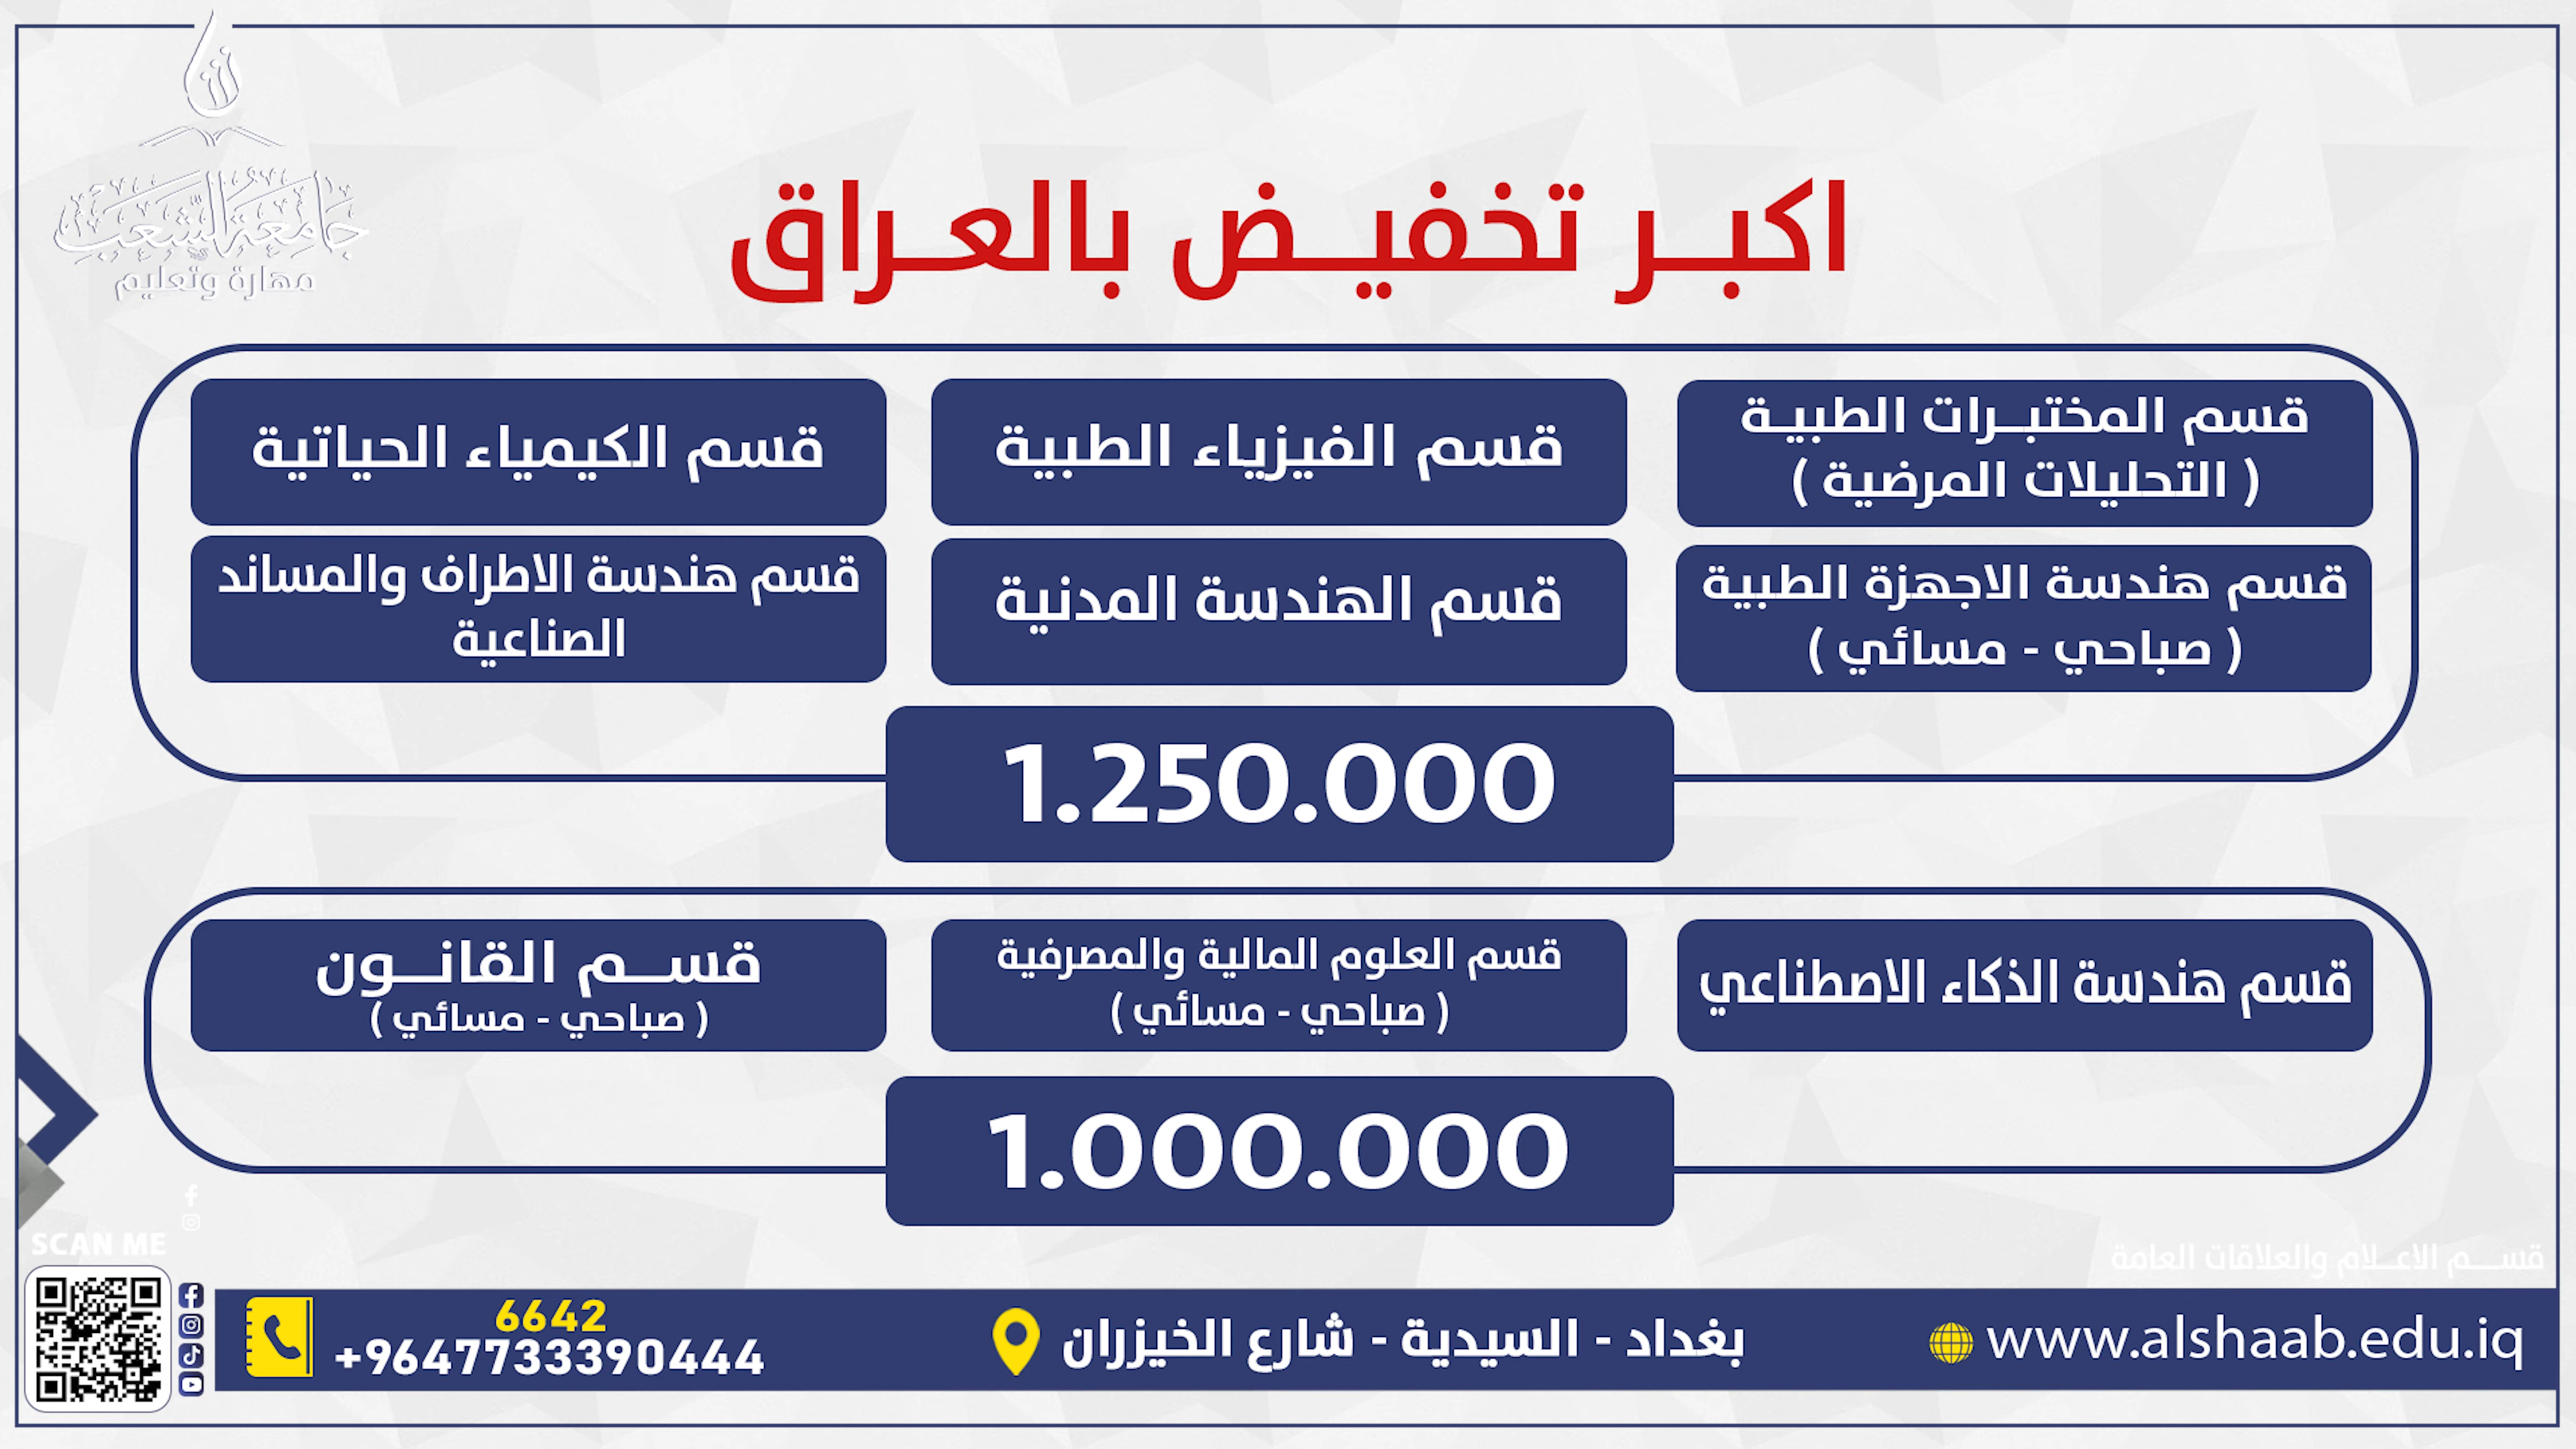 جامعة الشعب
مهارة وتعليم
اكبــر تخفيــض بالعــراق
قسم المختبــرات الطبيـة
( التحليلات المرضية )
قسم الفيزياء الطبية
قسم الكيمياء الحياتية
قسم هندسة الاجهزة الطبية
( صباحي - مسائي )
قسم الهندسة المدنية
قسم هندسة الاطراف والمساند
الصناعية
1.250.000
قسم هندسة الذكاء الاصطناعي
قسم العلوم المالية والمصرفية
( صباحي - مسائي )
قســم القانــون
( صباحي - مسائي )
1.000.000
قســـم الاعــلام والعلاقات العامة
SCAN ME
www.alshaab.edu.iq
بغداد - السيدية - شارع الخيزران
6642
+9647733390444